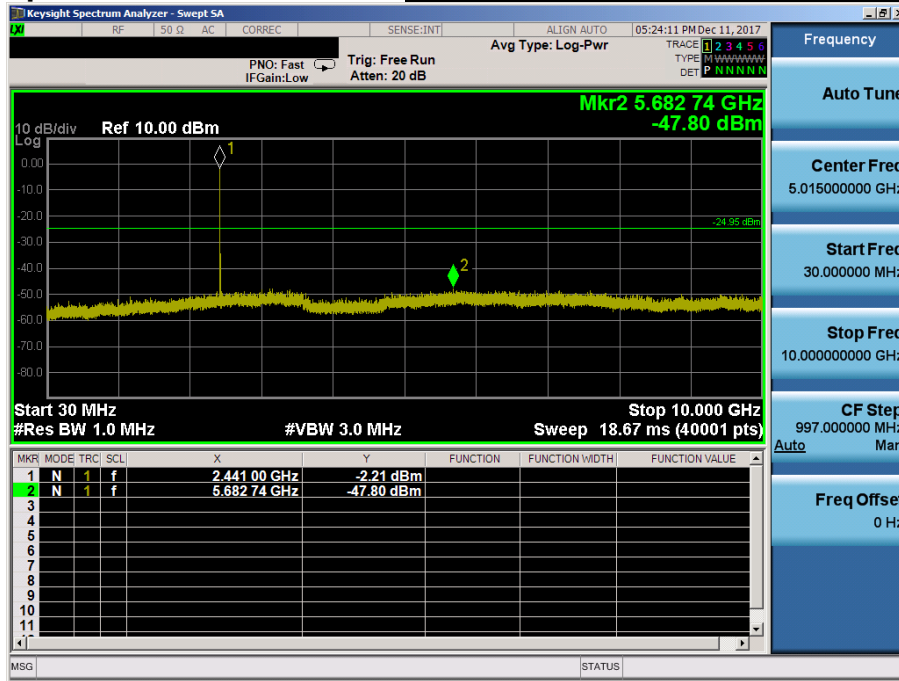 Keysight Spectrum Analyzer - Swept SA
LXI RF 50 Ω AC CORREC SENSE:INT ALIGN AUTO 05:24:11 PM Dec 11, 2017
Avg Type: Log-Pwr TRACE 1 2 3 4 5 6
PNO: Fast Trig: Free Run TYPE M WWWWW
IFGain:Low Atten: 20 dB DET P N N N N N
Mkr2 5.682 74 GHz
10 dB/div Ref 10.00 dBm -47.80 dBm
Log
1
0.00
-10.0
-20.0
-24.95 dBm
-30.0
-40.0
2
-50.0
-60.0
-70.0
-80.0
Start 30 MHz Stop 10.000 GHz
#Res BW 1.0 MHz #VBW 3.0 MHz Sweep 18.67 ms (40001 pts)
MKR MODE TRC SCL X Y FUNCTION FUNCTION WIDTH FUNCTION VALUE
1 N 1 f 2.441 00 GHz -2.21 dBm
2 N 1 f 5.682 74 GHz -47.80 dBm
3
4
5
6
7
8
9
10
11
MSG STATUS
Frequency
Auto Tune
Center Freq
5.015000000 GHz
Start Freq
30.000000 MHz
Stop Freq
10.000000000 GHz
CF Step
997.000000 MHz
Auto Man
Freq Offset
0 Hz